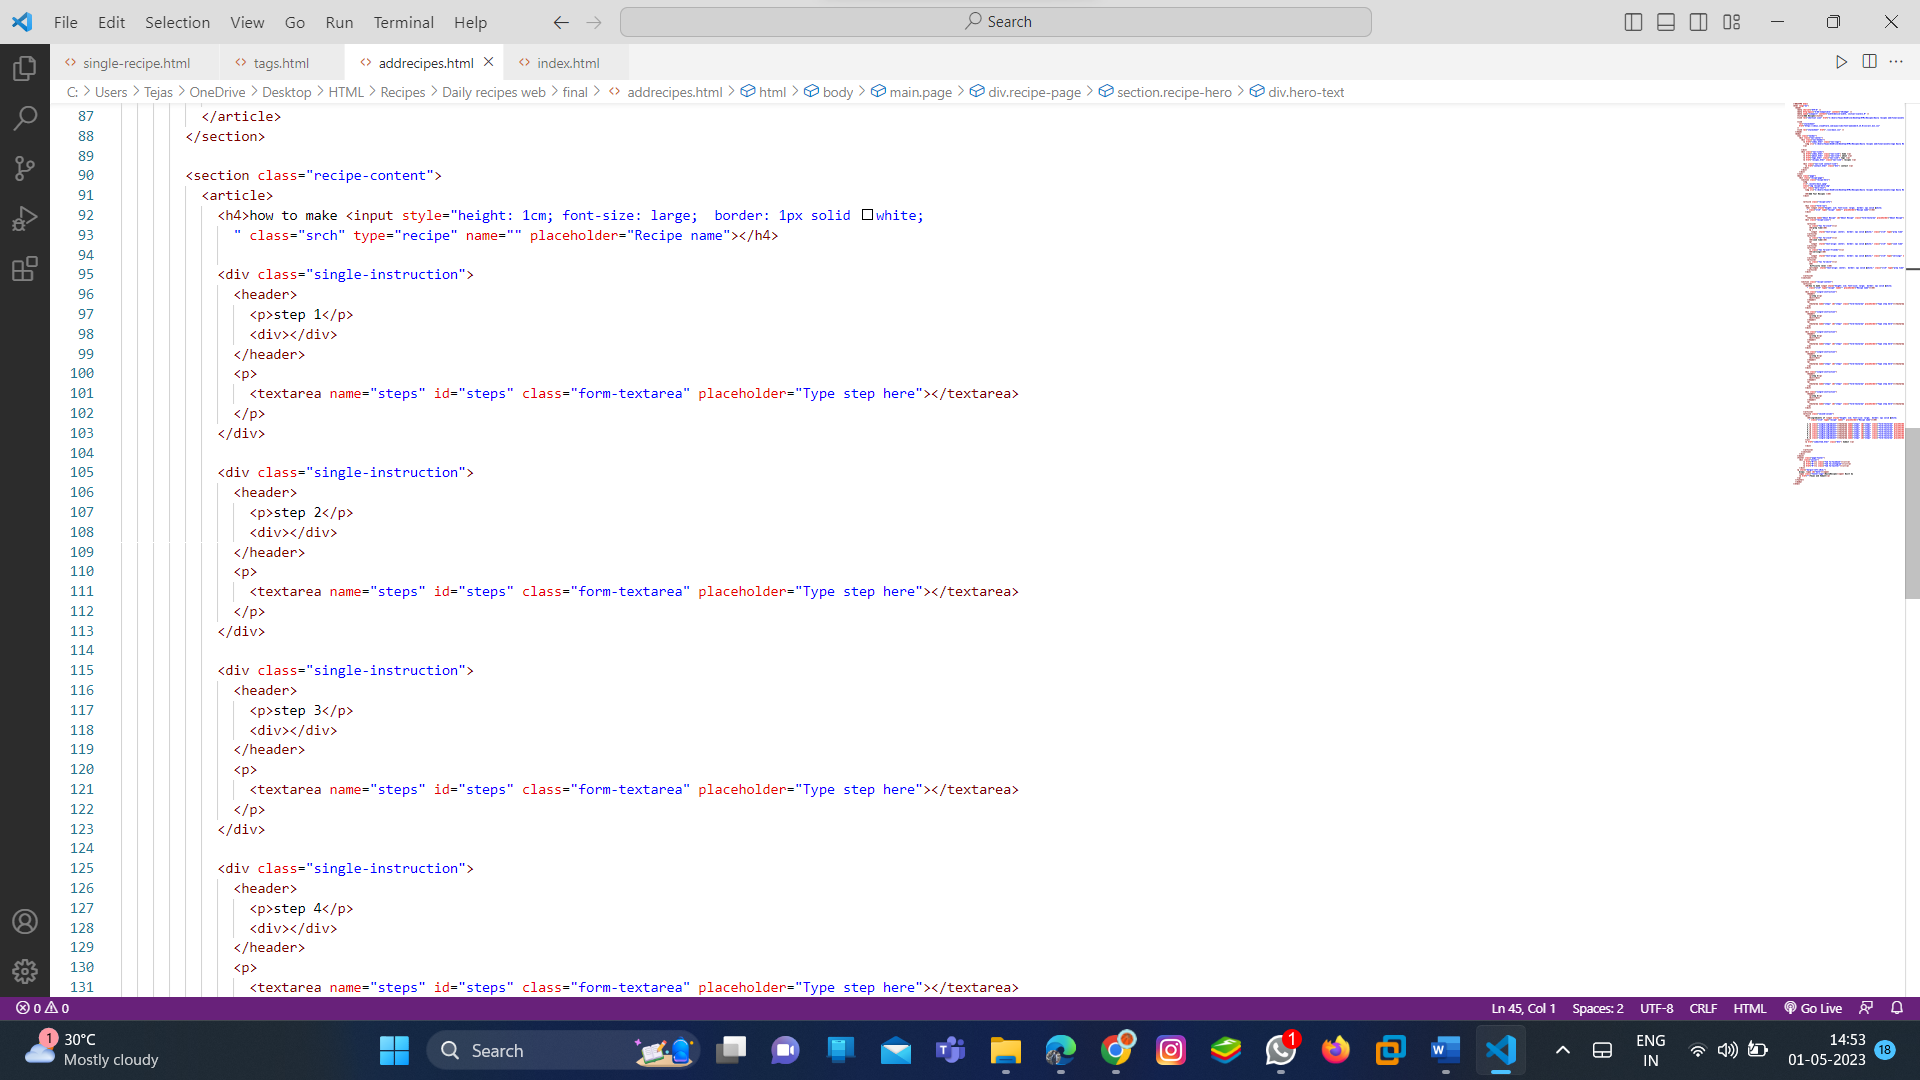 File Edit Selection View Go Run Terminal Help Search
single-recipe.html tags.html addrecipes.html index.html
C: > Users > Tejas > OneDrive > Desktop > HTML > Recipes > Daily recipes web > final > addrecipes.html > html > body > main.page > div.recipe-page > section.recipe-hero > div.hero-text
87 </article>
88 </section>
89
90 <section class="recipe-content">
91 <article>
92 <h4>how to make <input style="height: 1cm; font-size: large;  border: 1px solid white;
93 " class="srch" type="recipe" name="" placeholder="Recipe name"></h4>
94
95 <div class="single-instruction">
96 <header>
97 <p>step 1</p>
98 <div></div>
99 </header>
100 <p>
101 <textarea name="steps" id="steps" class="form-textarea" placeholder="Type step here"></textarea>
102 </p>
103 </div>
104
105 <div class="single-instruction">
106 <header>
107 <p>step 2</p>
108 <div></div>
109 </header>
110 <p>
111 <textarea name="steps" id="steps" class="form-textarea" placeholder="Type step here"></textarea>
112 </p>
113 </div>
114
115 <div class="single-instruction">
116 <header>
117 <p>step 3</p>
118 <div></div>
119 </header>
120 <p>
121 <textarea name="steps" id="steps" class="form-textarea" placeholder="Type step here"></textarea>
122 </p>
123 </div>
124
125 <div class="single-instruction">
126 <header>
127 <p>step 4</p>
128 <div></div>
129 </header>
130 <p>
131 <textarea name="steps" id="steps" class="form-textarea" placeholder="Type step here"></textarea>
0 0 Ln 45, Col 1 Spaces: 2 UTF-8 CRLF HTML Go Live
1 30°C
Mostly cloudy
Search
1
ENG
IN
14:53
01-05-2023
18